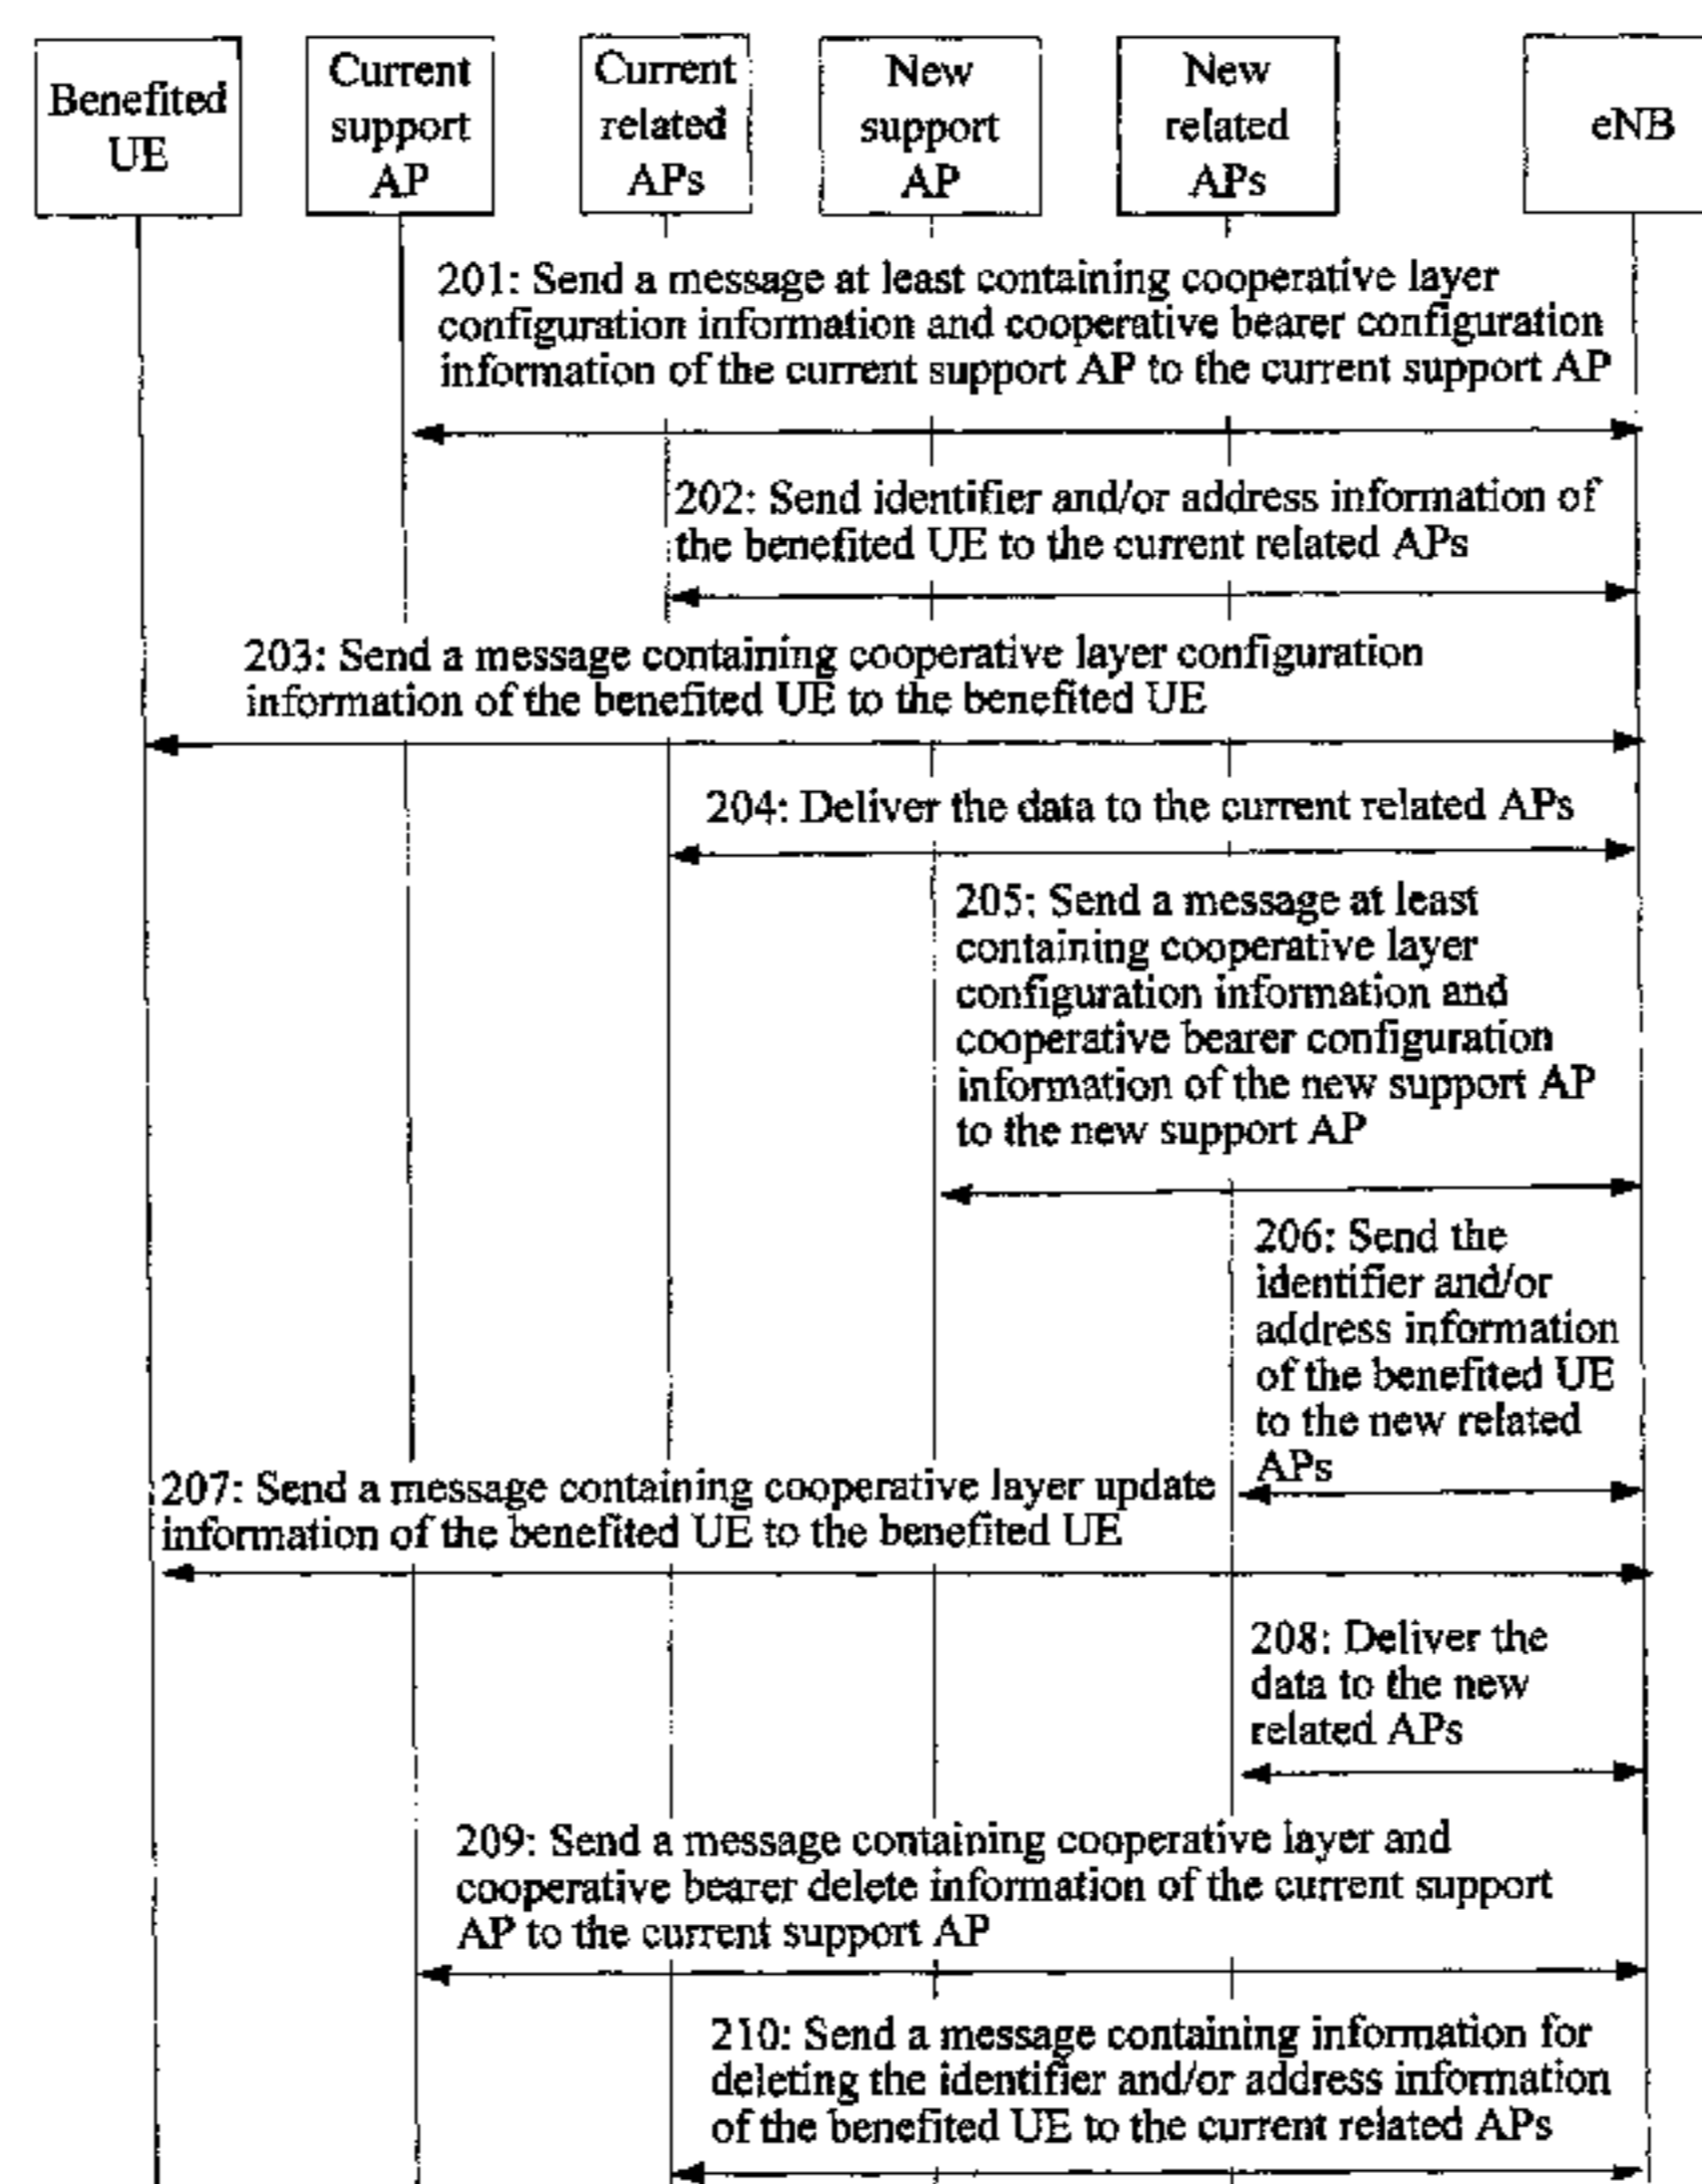 Benefited
UE
Current
support
AP
Current
related
APs
New
support
AP
New
related
APs
eNB
201: Send a message at least containing cooperative layer
configuration information and cooperative bearer configuration
information of the current support AP to the current support AP
202: Send identifier and/or address information of
the benefited UE to the current related APs
203: Send a message containing cooperative layer configuration
information of the benefited UE to the benefited UE
204: Deliver the data to the current related APs
205: Send a message at least
containing cooperative layer
configuration information and
cooperative bearer configuration
information of the new support AP
to the new support AP
206: Send the
identifier and/or
address information
of the benefited UE
to the new related
APs
207: Send a message containing cooperative layer update
information of the benefited UE to the benefited UE
208: Deliver the
data to the new
related APs
209: Send a message containing cooperative layer and
cooperative bearer delete information of the current support
AP to the current support AP
210: Send a message containing information for
deleting the identifier and/or address information
of the benefited UE to the current related APs